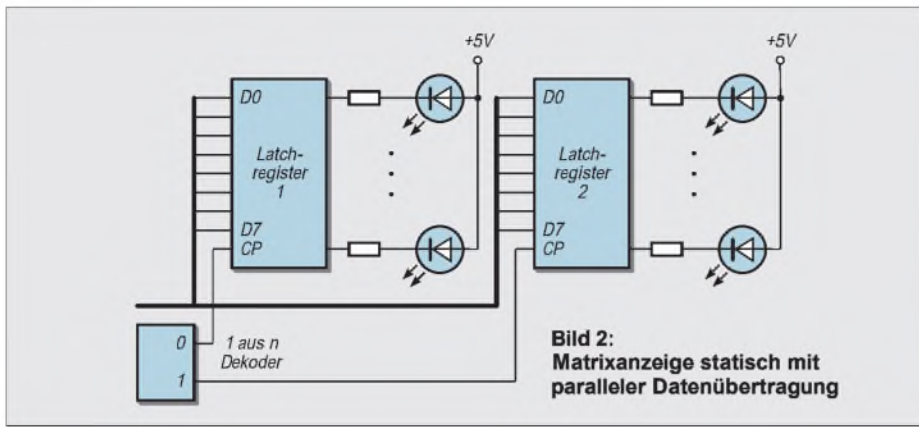 +5V
+5V
D0
Latch-
register
1
D7
CP
D0
Latch-
register
2
D7
CP
0
1
1 aus n
Dekoder
Bild 2:
Matrixanzeige statisch mit
paralleler Datenübertragung